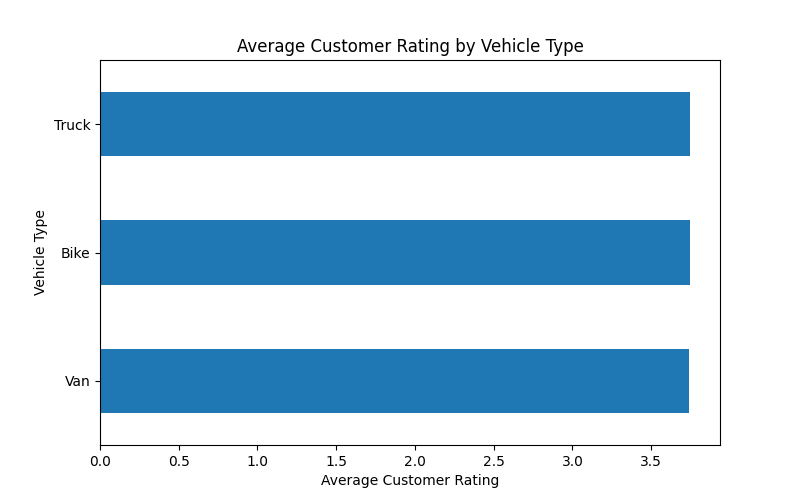 Average Customer Rating by Vehicle Type
Vehicle Type
Truck
Bike
Van
0.0 0.5 1.0 1.5 2.0 2.5 3.0 3.5
Average Customer Rating